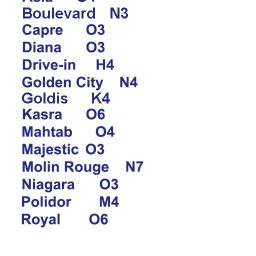 Boulevard N3
Capre O3
Diana O3
Drive-in H4
Golden City N4
Goldis K4
Kasra O6
Mahtab O4
Majestic O3
Molin Rouge N7
Niagara O3
Polidor M4
Royal O6